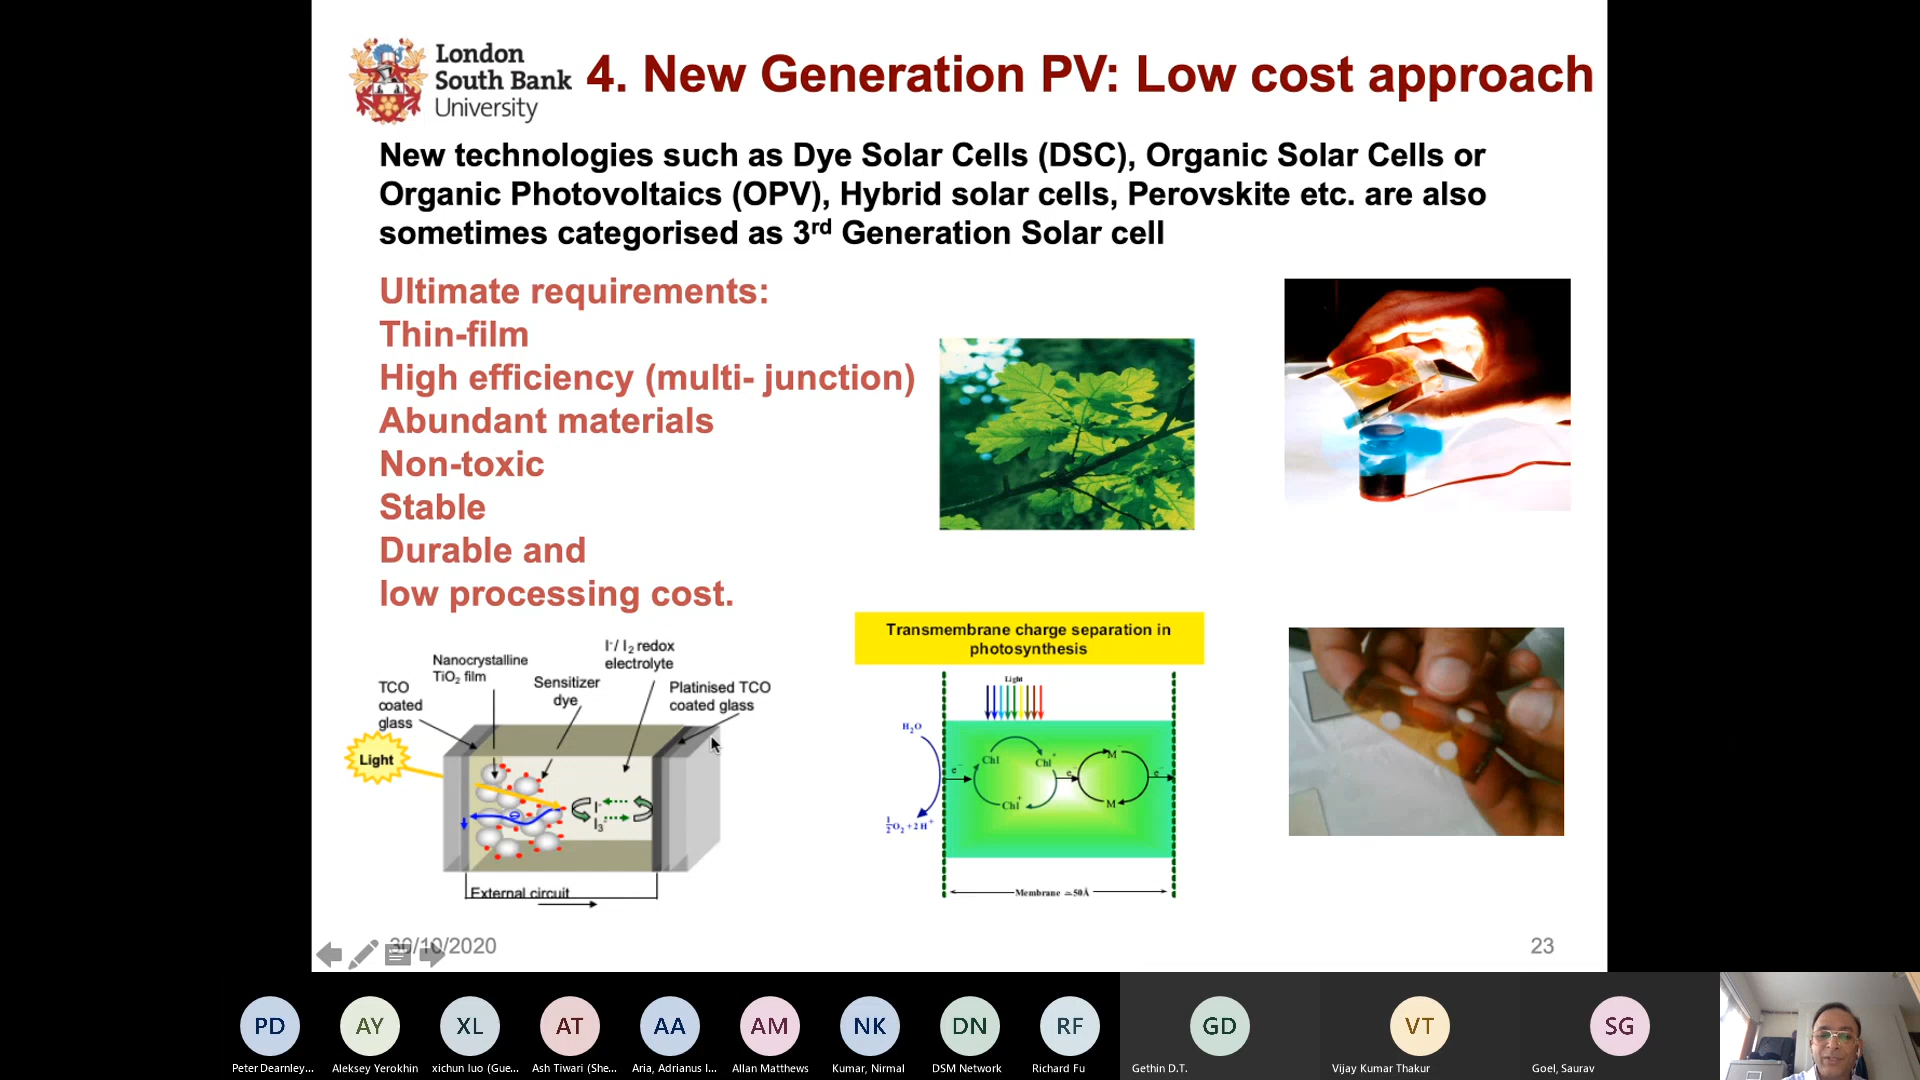 London
South Bank
University
4. New Generation PV: Low cost approach
New technologies such as Dye Solar Cells (DSC), Organic Solar Cells or
Organic Photovoltaics (OPV), Hybrid solar cells, Perovskite etc. are also
sometimes categorised as 3rd Generation Solar cell
Ultimate requirements:
Thin-film
High efficiency (multi- junction)
Abundant materials
Non-toxic
Stable
Durable and
low processing cost.
I-/ I2 redox
electrolyte
Nanocrystalline
TiO2 film
Sensitizer
dye
TCO
coated
glass
Platinised TCO
coated glass
Light
I-
I3-
External circuit
Transmembrane charge separation in
photosynthesis
Light
H2O
Chl
Chl*
M-
e-
e-
e-
Chl+
M
1/2 O2 +2H+
Membrane ≃50Å
30/10/2020
23
PD
AY
XL
AT
AA
AM
NK
DN
RF
GD
VT
SG
Peter Dearnley...
Aleksey Yerokhin
xichun luo (Gue...
Ash Tiwari (She...
Aria, Adrianus I...
Allan Matthews
Kumar, Nirmal
DSM Network
Richard Fu
Gethin D.T.
Vijay Kumar Thakur
Goel, Saurav